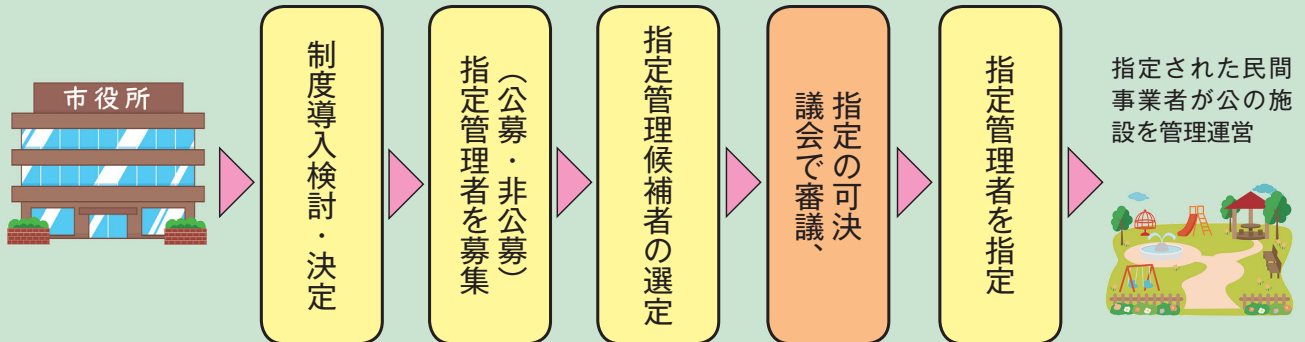 市役所
制度導入検討・決定
指定管理者を募集
（公募・非公募）
指定管理候補者の選定
議会で審議、
指定の可決
指定管理者を指定
指定された民間
事業者が公の施
設を管理運営